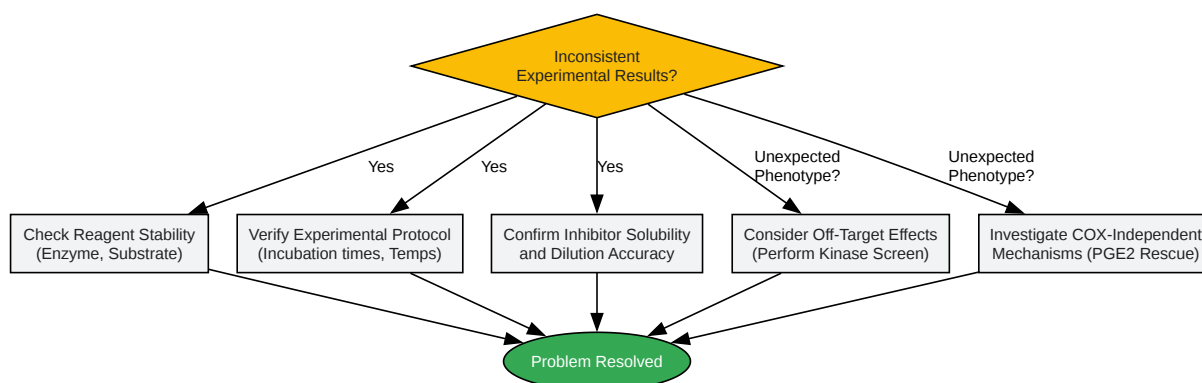 Inconsistent
Experimental Results?
Yes
Yes
Yes
Unexpected
Phenotype?
Unexpected
Phenotype?
Check Reagent Stability
(Enzyme, Substrate)
Verify Experimental Protocol
(Incubation times, Temps)
Confirm Inhibitor Solubility
and Dilution Accuracy
Consider Off-Target Effects
(Perform Kinase Screen)
Investigate COX-Independent
Mechanisms (PGE2 Rescue)
Problem Resolved